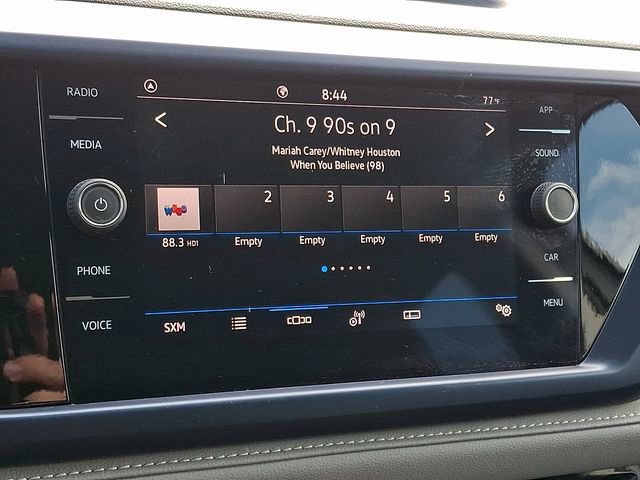 RADIO
MEDIA
PHONE
VOICE
8:44
77°F
Ch. 9 90s on 9
Mariah Carey/Whitney Houston
When You Believe (98)
2 3 4 5 6
88.3 HD1 Empty Empty Empty Empty Empty
SXM
APP
SOUND
CAR
MENU